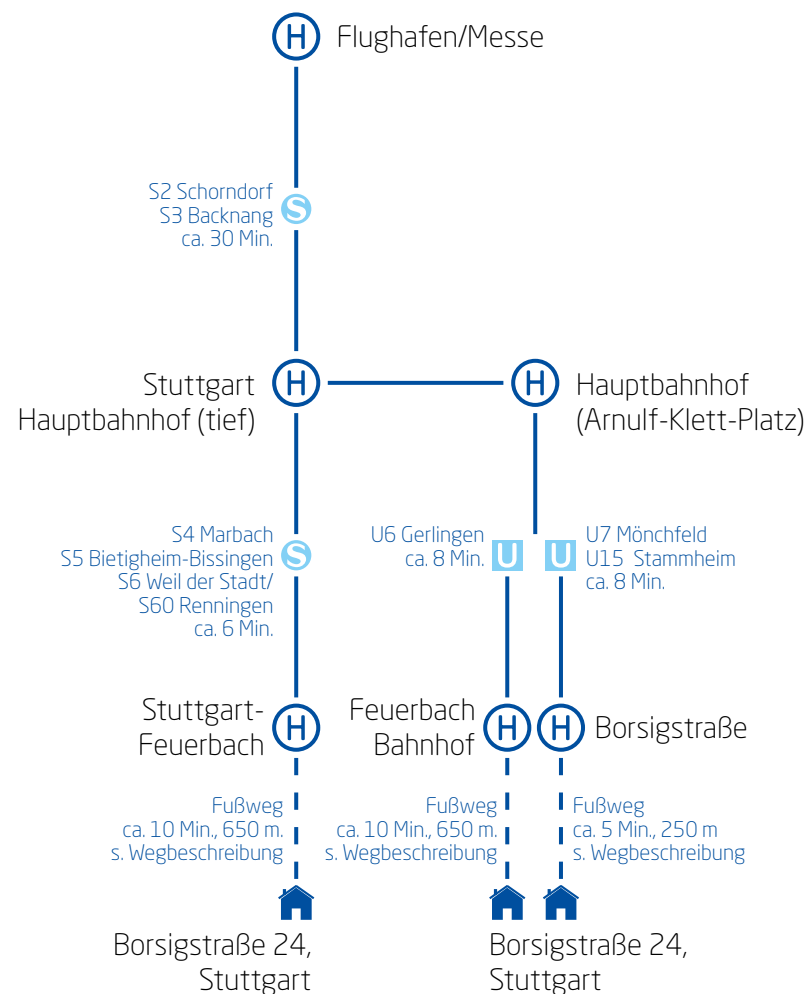 H Flughafen/Messe
S2 Schorndorf
S3 Backnang
ca. 30 Min.
S
Stuttgart
Hauptbahnhof (tief)
H
H
Hauptbahnhof
(Arnulf-Klett-Platz)
S4 Marbach
S5 Bietigheim-Bissingen
S6 Weil der Stadt/
S60 Renningen
ca. 6 Min.
S
U6 Gerlingen
ca. 8 Min.
U
U
U7 Mönchfeld
U15 Stammheim
ca. 8 Min.
Stuttgart-
Feuerbach
H
Feuerbach
Bahnhof
H
H
Borsigstraße
Fußweg
ca. 10 Min., 650 m.
s. Wegbeschreibung
Fußweg
ca. 10 Min., 650 m.
s. Wegbeschreibung
Fußweg
ca. 5 Min., 250 m
s. Wegbeschreibung
Borsigstraße 24,
Stuttgart
Borsigstraße 24,
Stuttgart